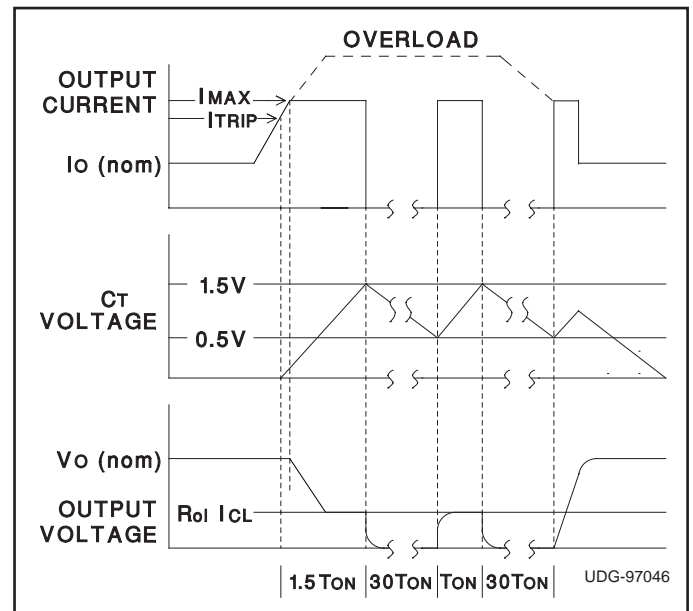 OVERLOAD
OUTPUT
CURRENT
IMAX
ITRIP
IO (nom)
CT
VOLTAGE
1.5V
0.5V
VO (nom)
OUTPUT
VOLTAGE
Rol ICL
1.5 TON 30TON TON 30TON
UDG-97046